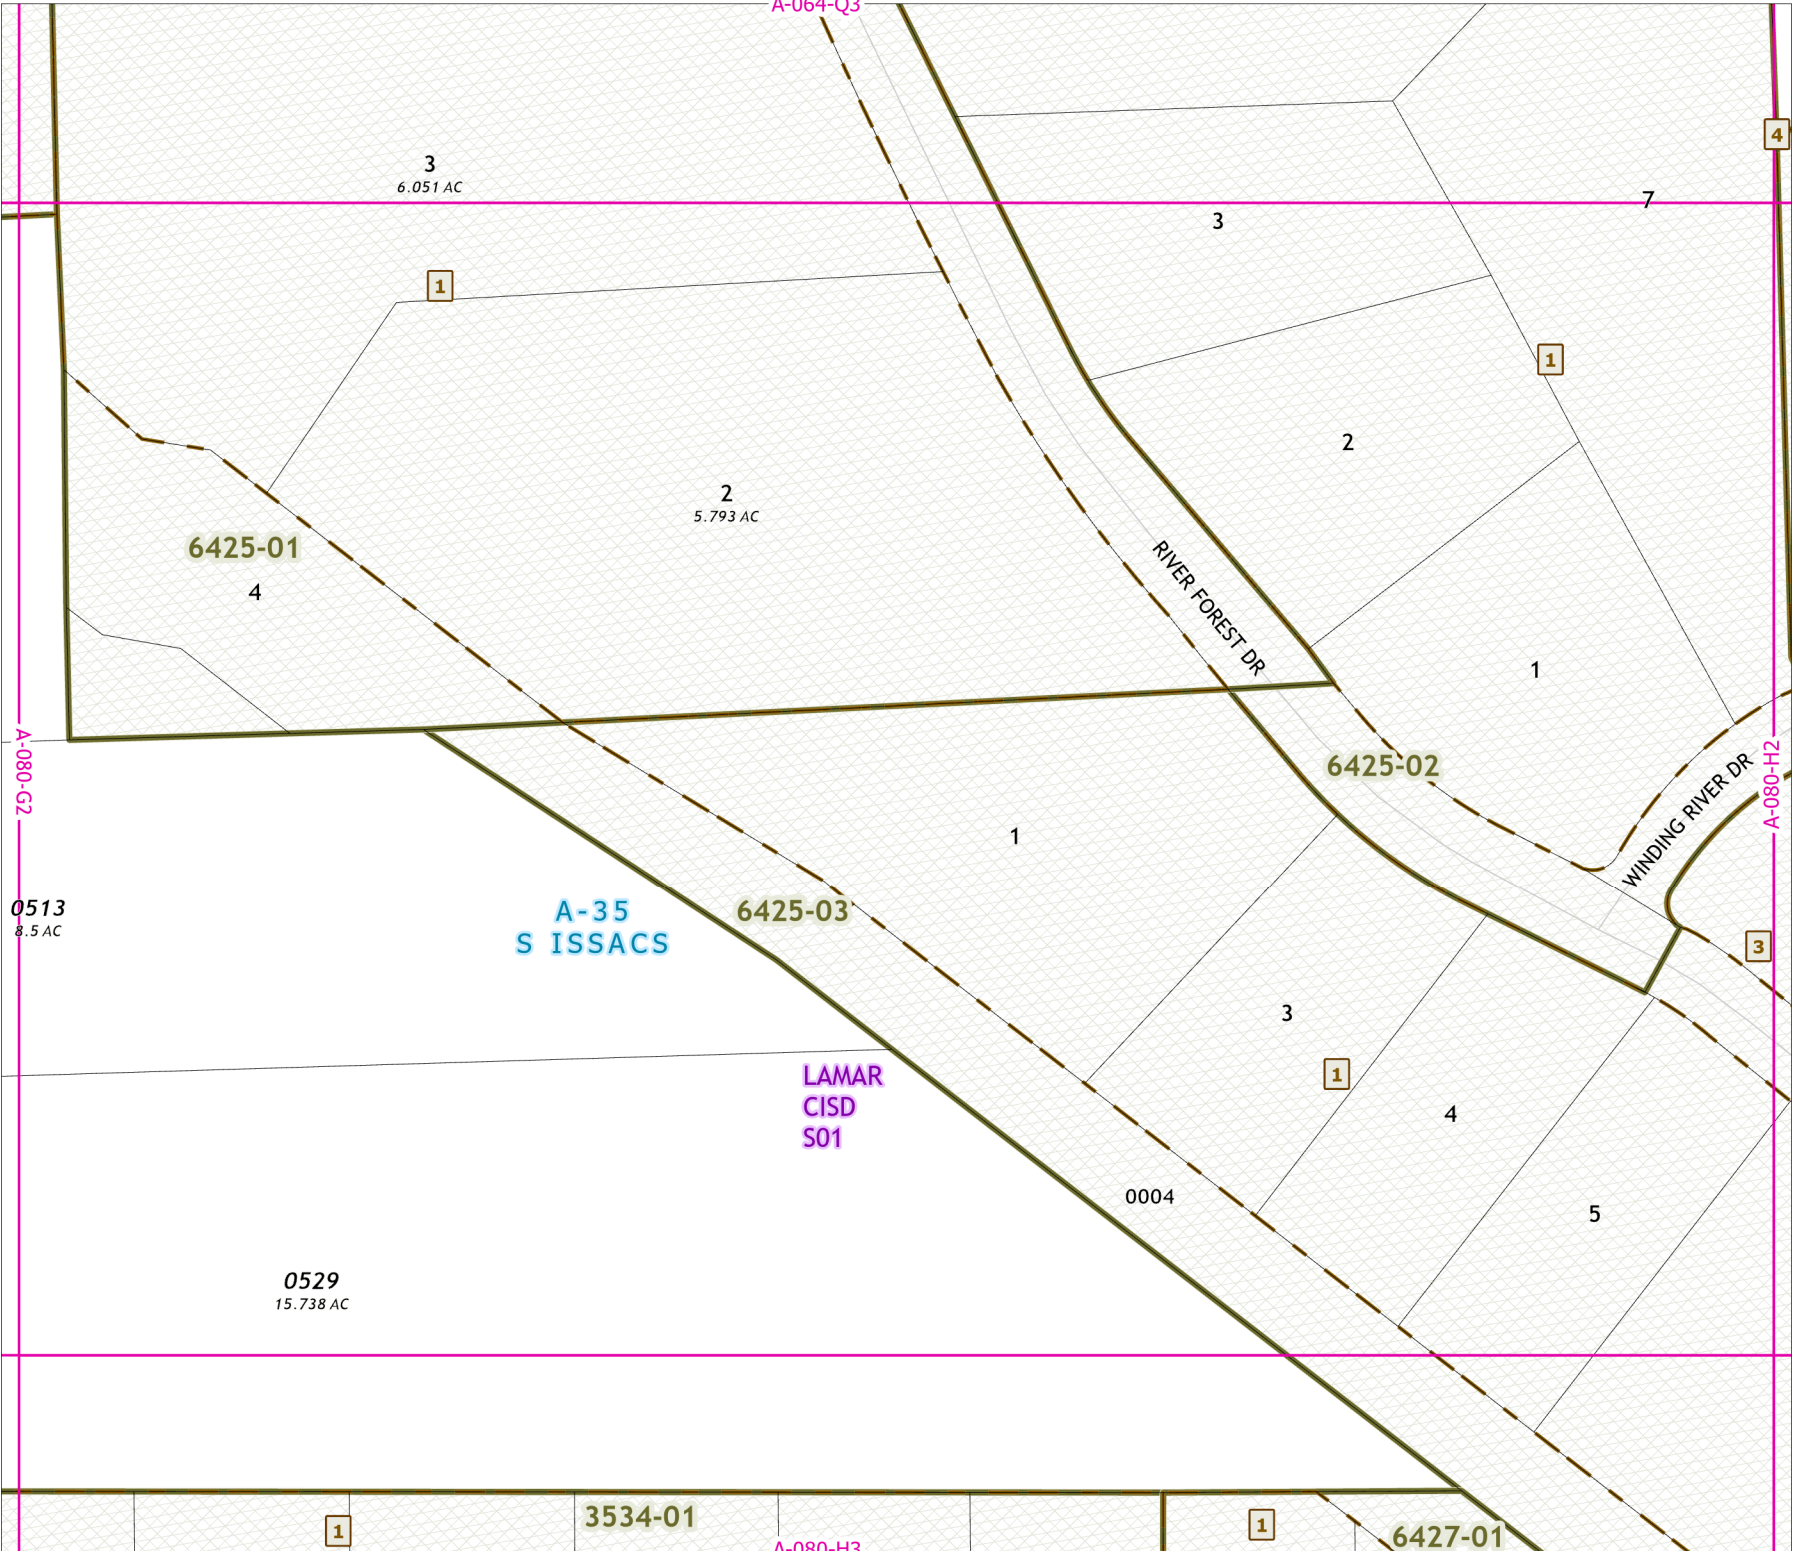 A-064-Q3
4
3
6.051 AC
7
3
1
1
2
2
5.793 AC
6425-01
4
RIVER FOREST DR
1
A-080-G2
6425-02
WINDING RIVER DR
A-080-H2
1
0513
8.5 AC
A-35
S ISSACS
6425-03
3
3
1
LAMAR
CISD
S01
4
0004
5
0529
15.738 AC
1
3534-01
1
6427-01
A-080-H3